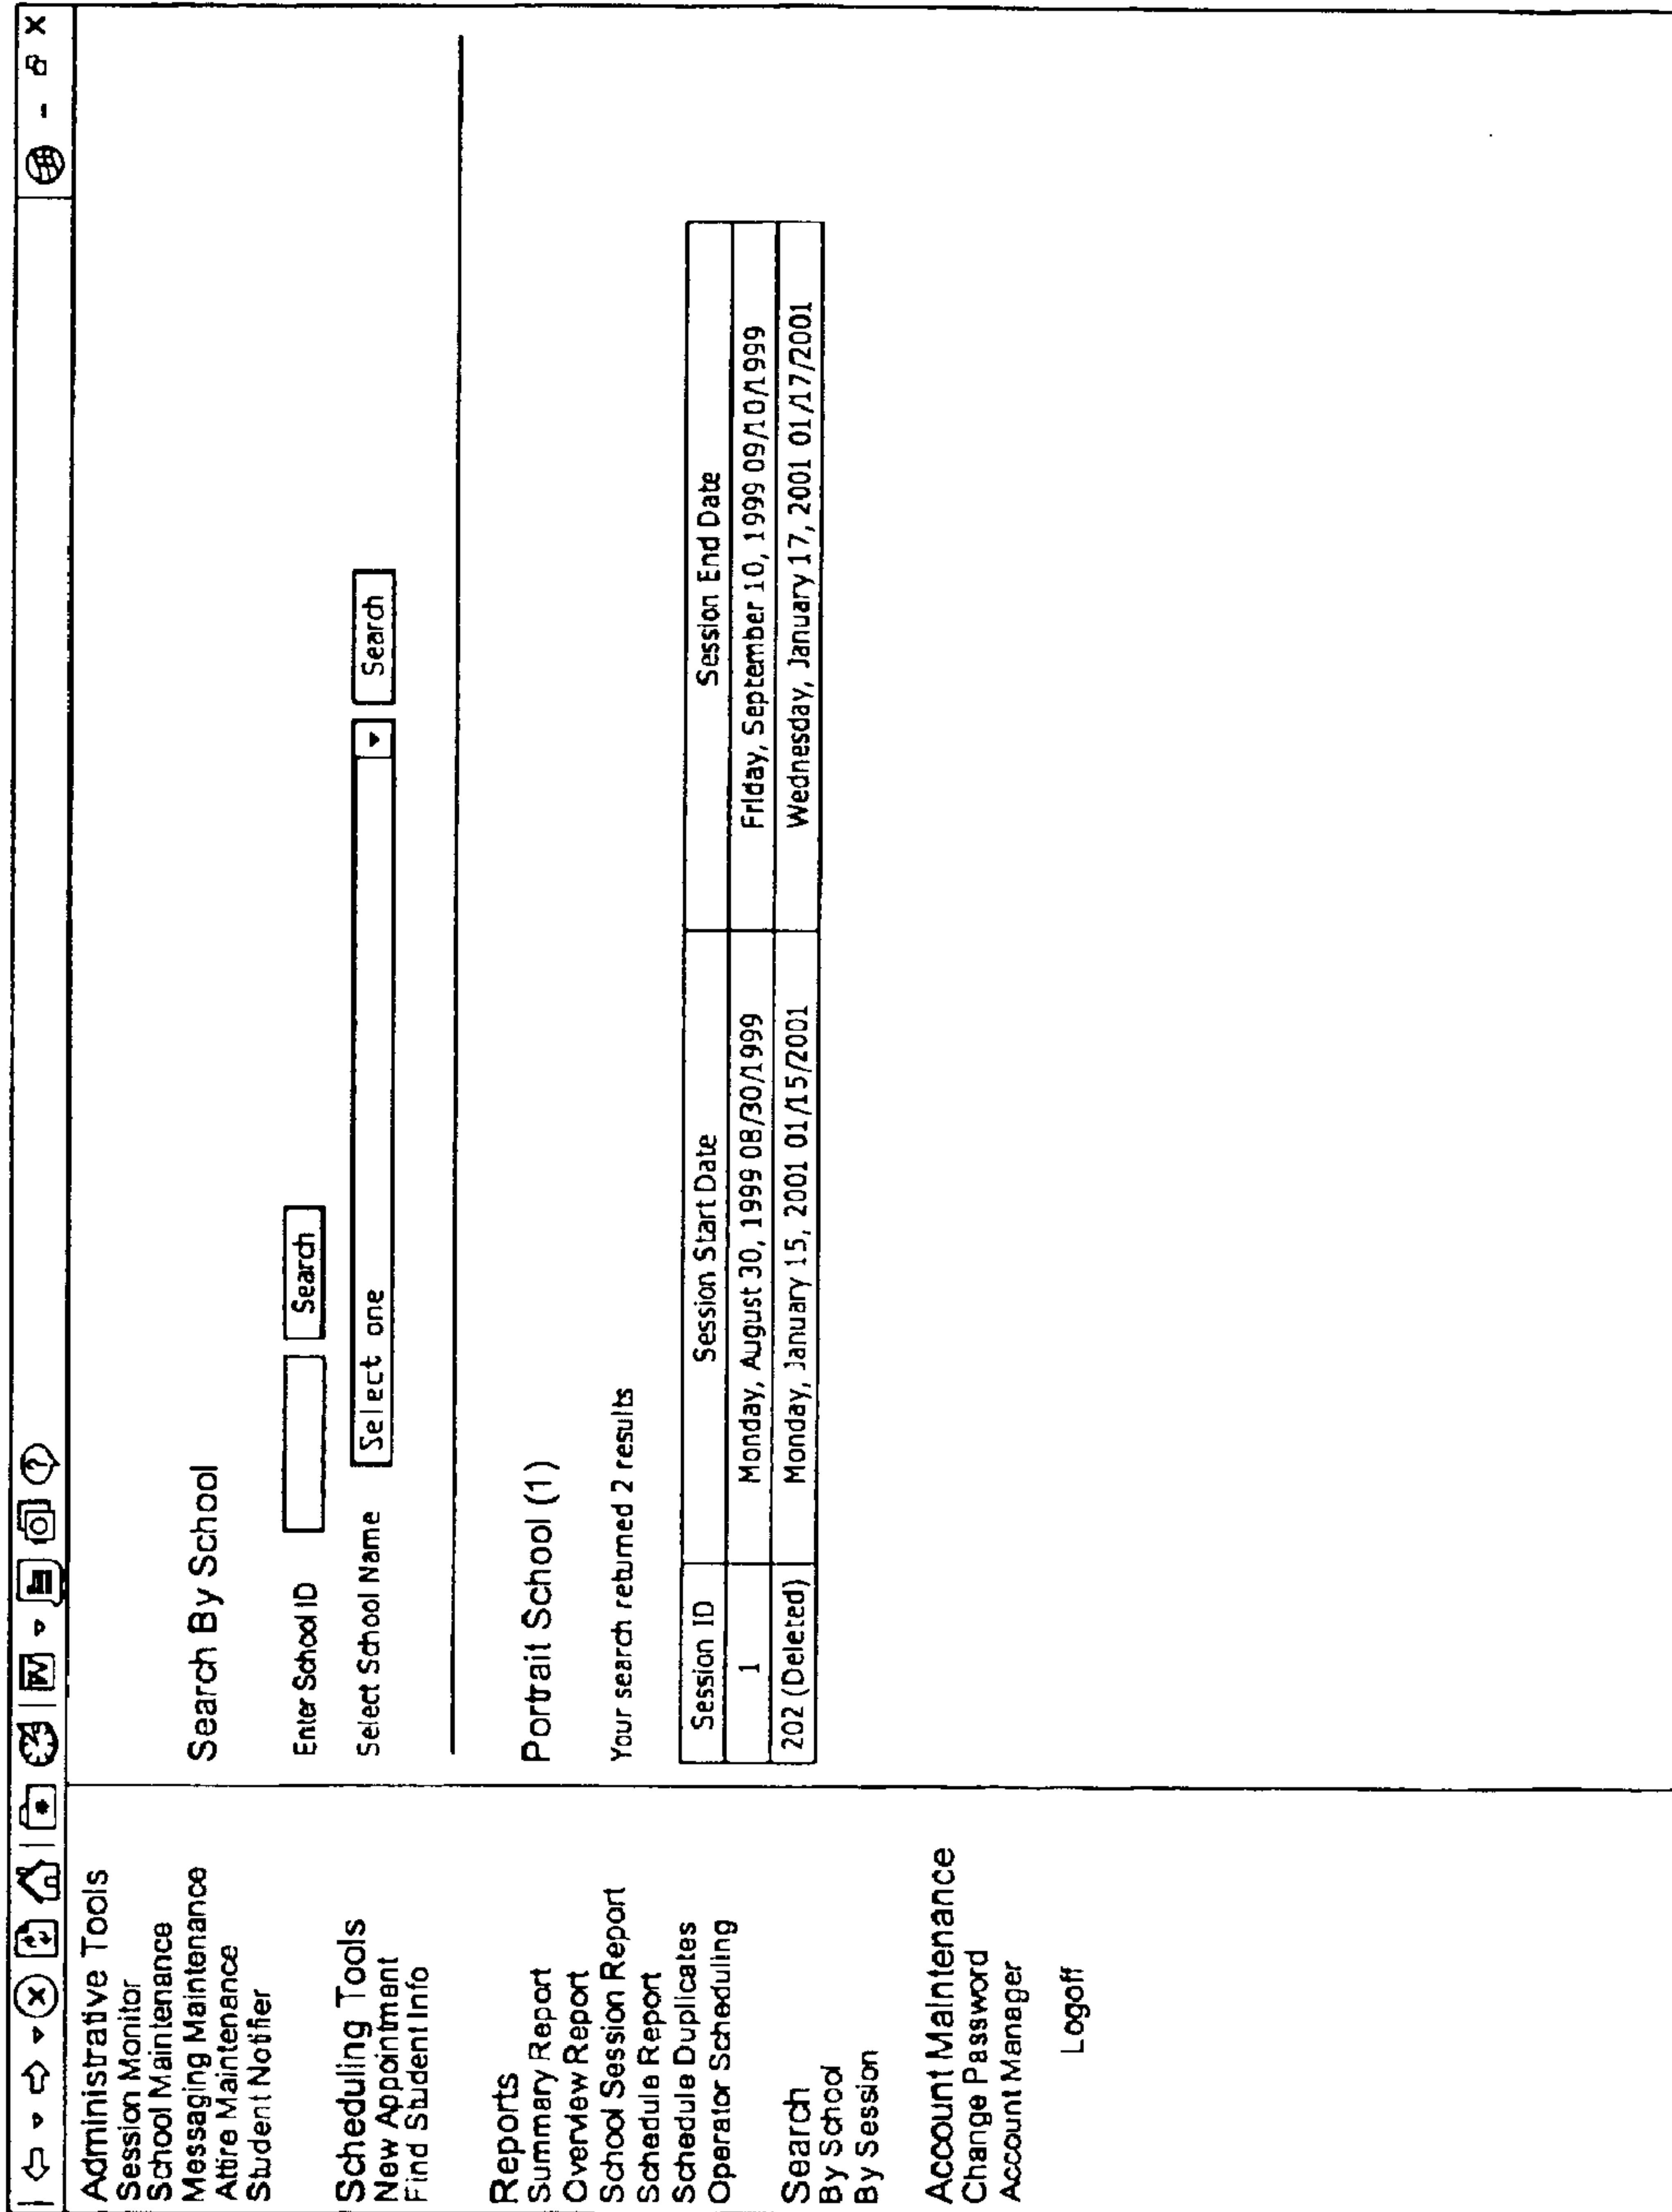 Administrative Tools
Session Monitor
School Maintenance
Messaging Maintenance
Attire Maintenance
Student Notifier
Scheduling Tools
New Appointment
Find Student Info
Reports
Summary Report
Overview Report
School Session Report
Schedule Report
Schedule Duplicates
Operator Scheduling
Search
By School
By Session
Account Maintenance
Change Password
Account Manager
Logoff
Search By School
Enter School ID Search
Select School Name Select one Search
Portrait School (1)
Your search returned 2 results
Session ID Session Start Date Session End Date
1 Monday, August 30, 1999 08/30/1999 Friday, September 10, 1999 09/10/1999
202 (Deleted) Monday, January 15, 2001 01/15/2001 Wednesday, January 17, 2001 01/17/2001